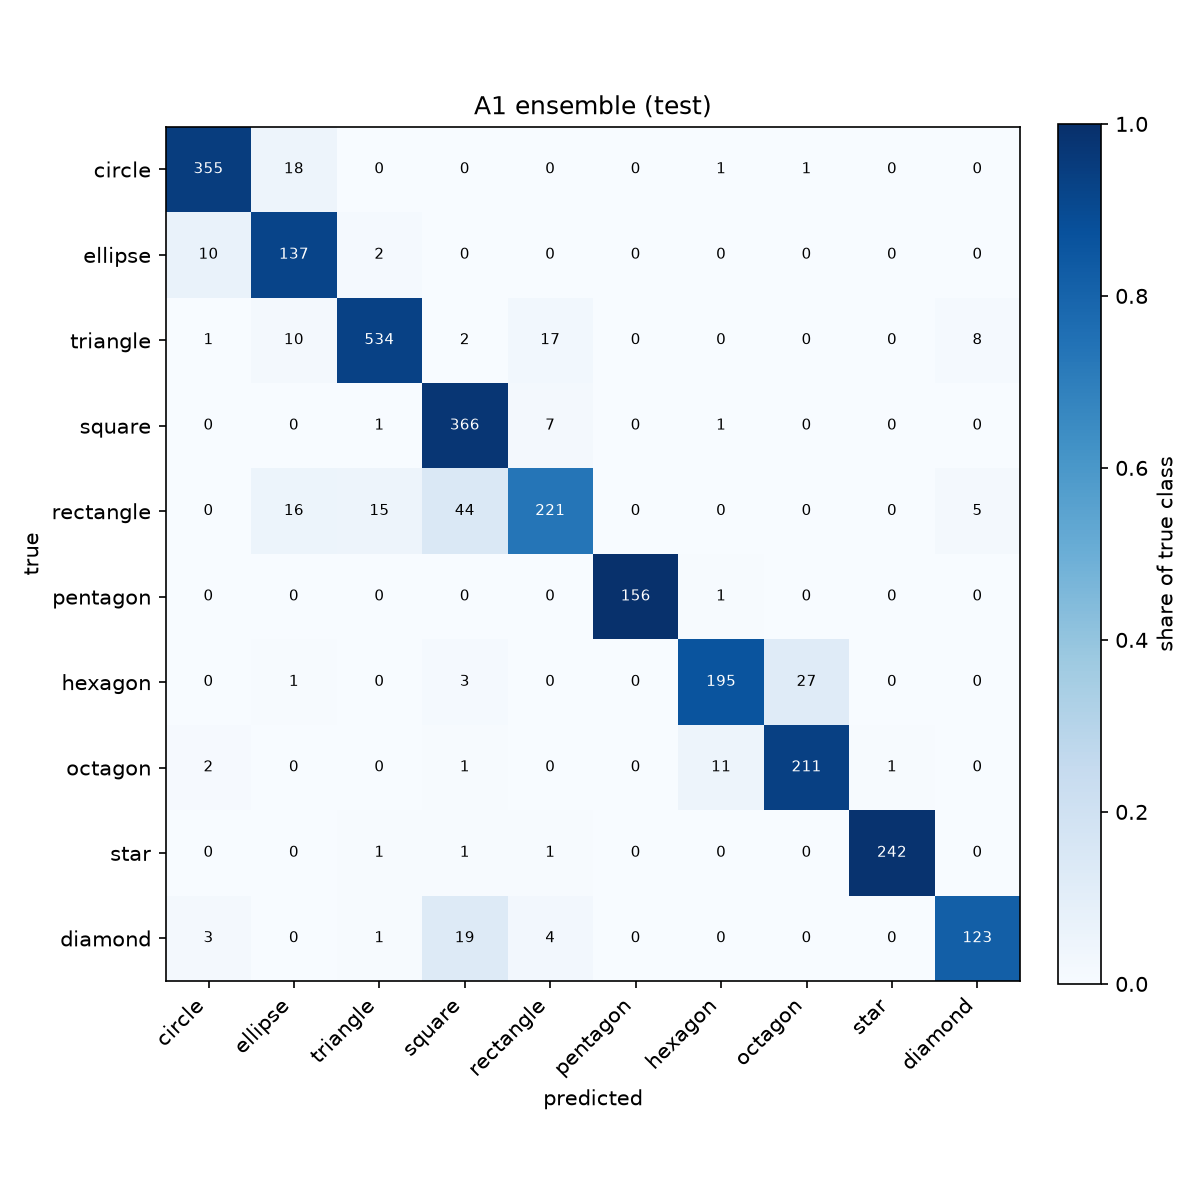 A1 ensemble (test)
circle 355 18 0 0 0 0 1 1 0 0
ellipse 10 137 2 0 0 0 0 0 0 0
triangle 1 10 534 2 17 0 0 0 0 8
square 0 0 1 366 7 0 1 0 0 0
rectangle 0 16 15 44 221 0 0 0 0 5
pentagon 0 0 0 0 0 156 1 0 0 0
hexagon 0 1 0 3 0 0 195 27 0 0
octagon 2 0 0 1 0 0 11 211 1 0
star 0 0 1 1 1 0 0 0 242 0
diamond 3 0 1 19 4 0 0 0 0 123
circle ellipse triangle square rectangle pentagon hexagon octagon star diamond
predicted
true
1.0
0.8
0.6
0.4
0.2
0.0
share of true class